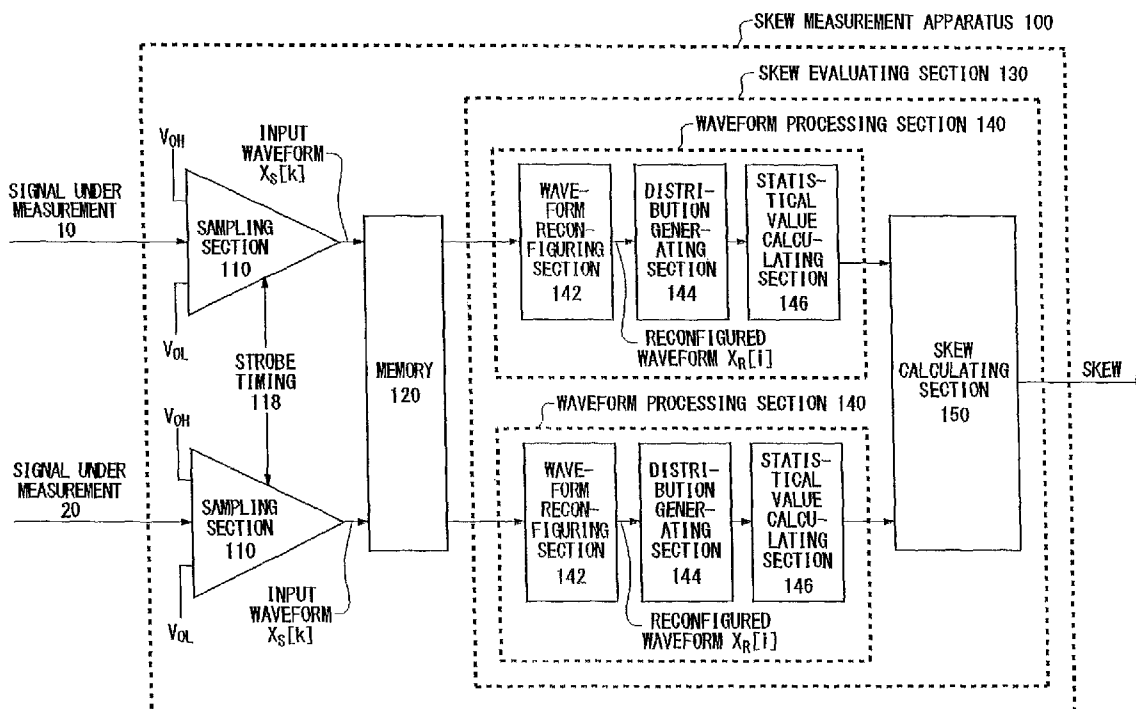 SKEW MEASUREMENT APPARATUS 100
SKEW EVALUATING SECTION 130
WAVEFORM PROCESSING SECTION 140
INPUT
WAVEFORM
XS[k]
VOH
SIGNAL UNDER
MEASUREMENT
10
SAMPLING
SECTION
110
VOL
STROBE
TIMING
118
MEMORY
120
WAVE-
FORM
RECON-
FIGURING
SECTION
142
DISTRI-
BUTION
GENER-
ATING
SECTION
144
STATIS-
TICAL
VALUE
CALCU-
LATING
SECTION
146
RECONFIGURED
WAVEFORM XR[i]
SKEW
CALCULATING
SECTION
150
SKEW
WAVEFORM PROCESSING SECTION 140
VOH
SIGNAL UNDER
MEASUREMENT
20
SAMPLING
SECTION
110
VOL
INPUT
WAVEFORM
XS[k]
WAVE-
FORM
RECON-
FIGURING
SECTION
142
DISTRI-
BUTION
GENER-
ATING
SECTION
144
STATIS-
TICAL
VALUE
CALCU-
LATING
SECTION
146
RECONFIGURED
WAVEFORM XR[i]